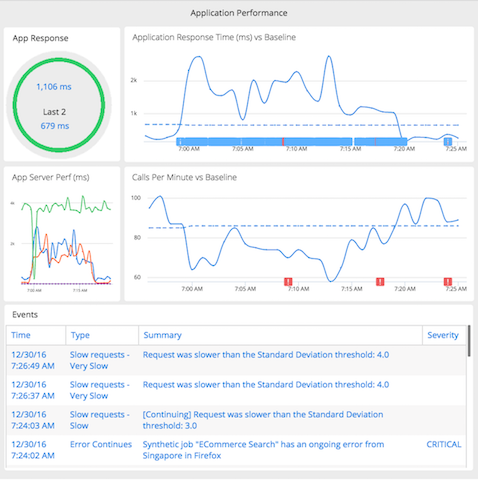 Application Performance
App Response
1,106 ms
Last 2
679 ms
Application Response Time (ms) vs Baseline
2k
1k
7:00 AM
7:05 AM
7:10 AM
7:15 AM
7:20 AM
7:25 AM
App Server Perf (ms)
7:00 AM
7:15 AM
Calls Per Minute vs Baseline
100
80
60
7:00 AM
7:05 AM
7:10 AM
7:15 AM
7:20 AM
7:25 AM
Events
Time
Type
Summary
Severity
12/30/16
7:26:49 AM
Slow requests -
Very Slow
Request was slower than the Standard Deviation threshold: 4.0
12/30/16
7:26:37 AM
Slow requests -
Very Slow
Request was slower than the Standard Deviation threshold: 4.0
12/30/16
7:24:03 AM
Slow requests -
Slow
[Continuing] Request was slower than the Standard Deviation
threshold: 3.0
12/30/16
7:24:02 AM
Error Continues
Synthetic job "ECommerce Search" has an ongoing error from
Singapore in Firefox
CRITICAL